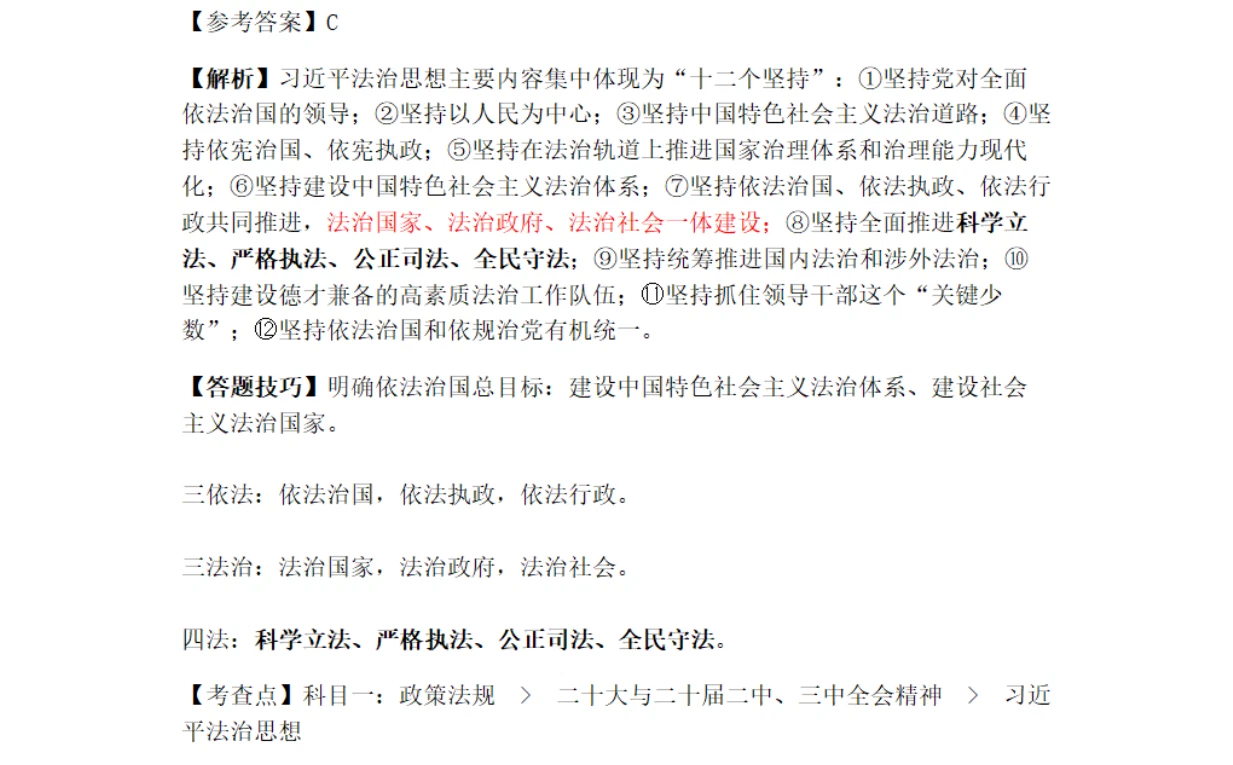 【参考答案】C
【解析】习近平法治思想主要内容集中体现为“十二个坚持”：①坚持党对全面
依法治国的领导；②坚持以人民为中心；③坚持中国特色社会主义法治道路；④坚
持依宪治国、依宪执政；⑤坚持在法治轨道上推进国家治理体系和治理能力现代
化；⑥坚持建设中国特色社会主义法治体系；⑦坚持依法治国、依法执政、依法行
政共同推进，法治国家、法治政府、法治社会一体建设；⑧坚持全面推进科学立
法、严格执法、公正司法、全民守法；⑨坚持统筹推进国内法治和涉外法治；⑩
坚持建设德才兼备的高素质法治工作队伍；⑪坚持抓住领导干部这个“关键少
数”；⑫坚持依法治国和依规治党有机统一。
【答题技巧】明确依法治国总目标：建设中国特色社会主义法治体系、建设社会
主义法治国家。
三依法：依法治国，依法执政，依法行政。
三法治：法治国家，法治政府，法治社会。
四法：科学立法、严格执法、公正司法、全民守法。
【考查点】科目一：政策法规 > 二十大与二十届二中、三中全会精神 > 习近
平法治思想